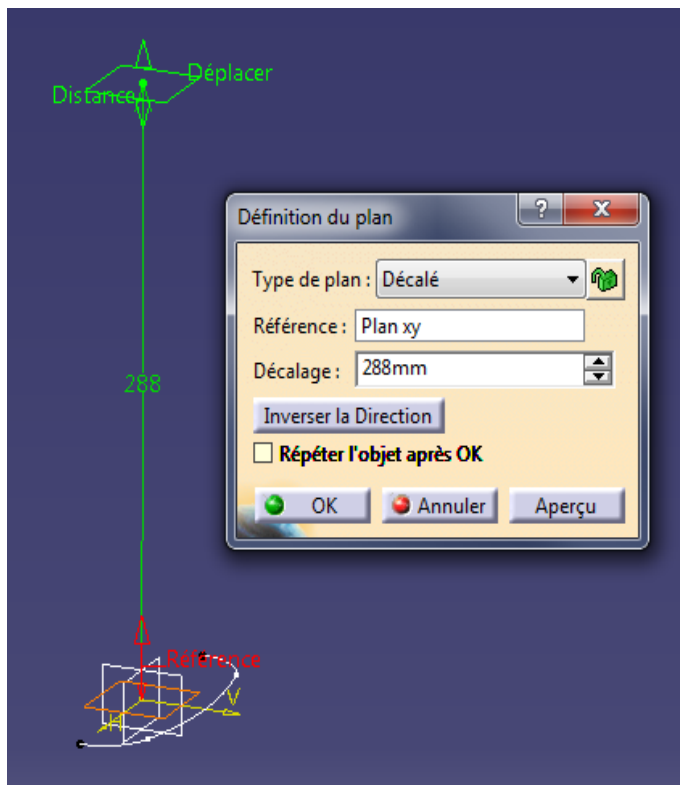 Déplacer
Distance
Définition du plan
?
X
Type de plan : Décalé
Référence : Plan xy
Décalage : 288mm
288
Inverser la Direction
Répéter l'objet après OK
OK Annuler Aperçu
Référence
V
H